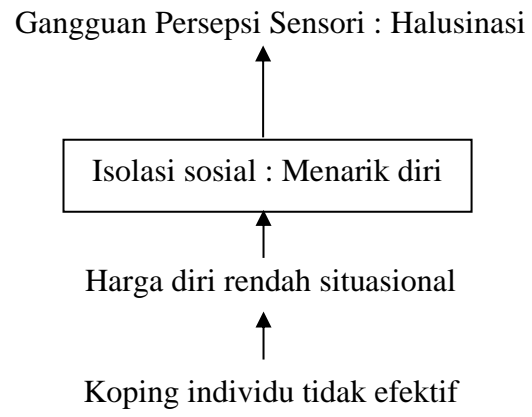 Gangguan Persepsi Sensori : Halusinasi
Isolasi sosial : Menarik diri
Harga diri rendah situasional
Koping individu tidak efektif